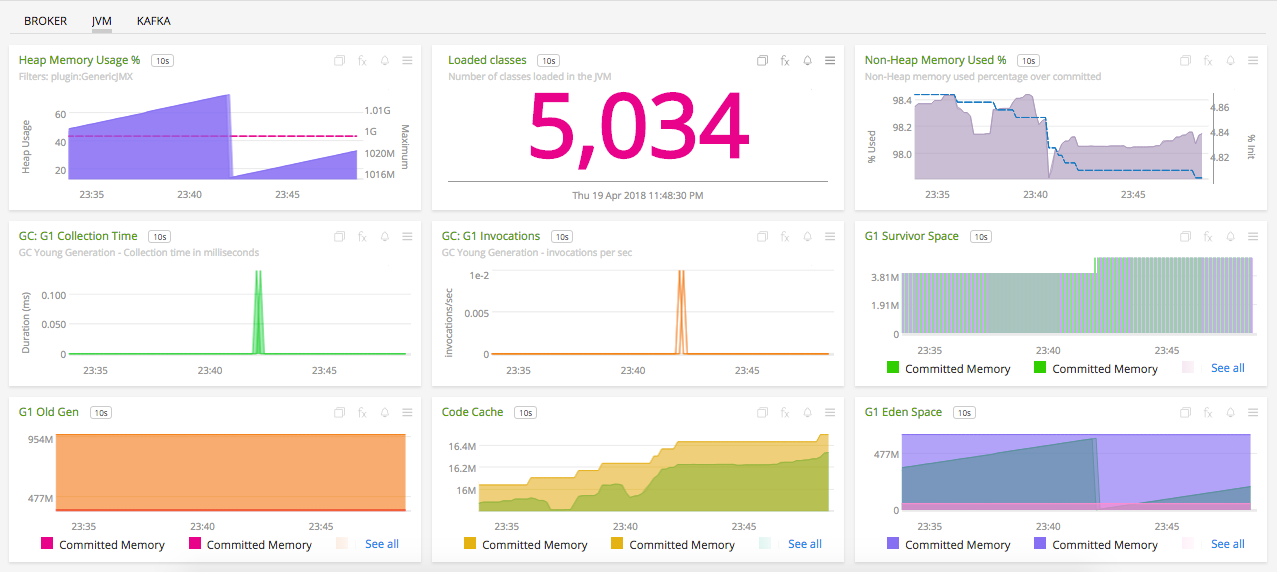 BROKER JVM KAFKA
Heap Memory Usage % 10s
Filters: plugin:GenericJMX
Heap Usage
60
40
20
1.01G
1G
1020M
1016M
Maximum
23:35 23:40 23:45
Loaded classes 10s
Number of classes loaded in the JVM
5,034
Thu 19 Apr 2018 11:48:30 PM
Non-Heap Memory Used % 10s
Non-Heap memory used percentage over committed
% Used
98.4
98.2
98.0
4.86
4.84
4.82
% Init
23:35 23:40 23:45
GC: G1 Collection Time 10s
GC Young Generation - Collection time in milliseconds
Duration (ms)
0.100
0.050
0
23:35 23:40 23:45
GC: G1 Invocations 10s
GC Young Generation - invocations per sec
invocations/sec
1e-2
0.005
0
23:35 23:40 23:45
G1 Survivor Space 10s
3.81M
1.91M
0
23:35 23:40 23:45
Committed Memory Committed Memory See all
G1 Old Gen 10s
954M
477M
23:35 23:40 23:45
Committed Memory Committed Memory See all
Code Cache 10s
16.4M
16.2M
16M
23:35 23:40 23:45
Committed Memory Committed Memory See all
G1 Eden Space 10s
477M
0
23:35 23:40 23:45
Committed Memory Committed Memory See all